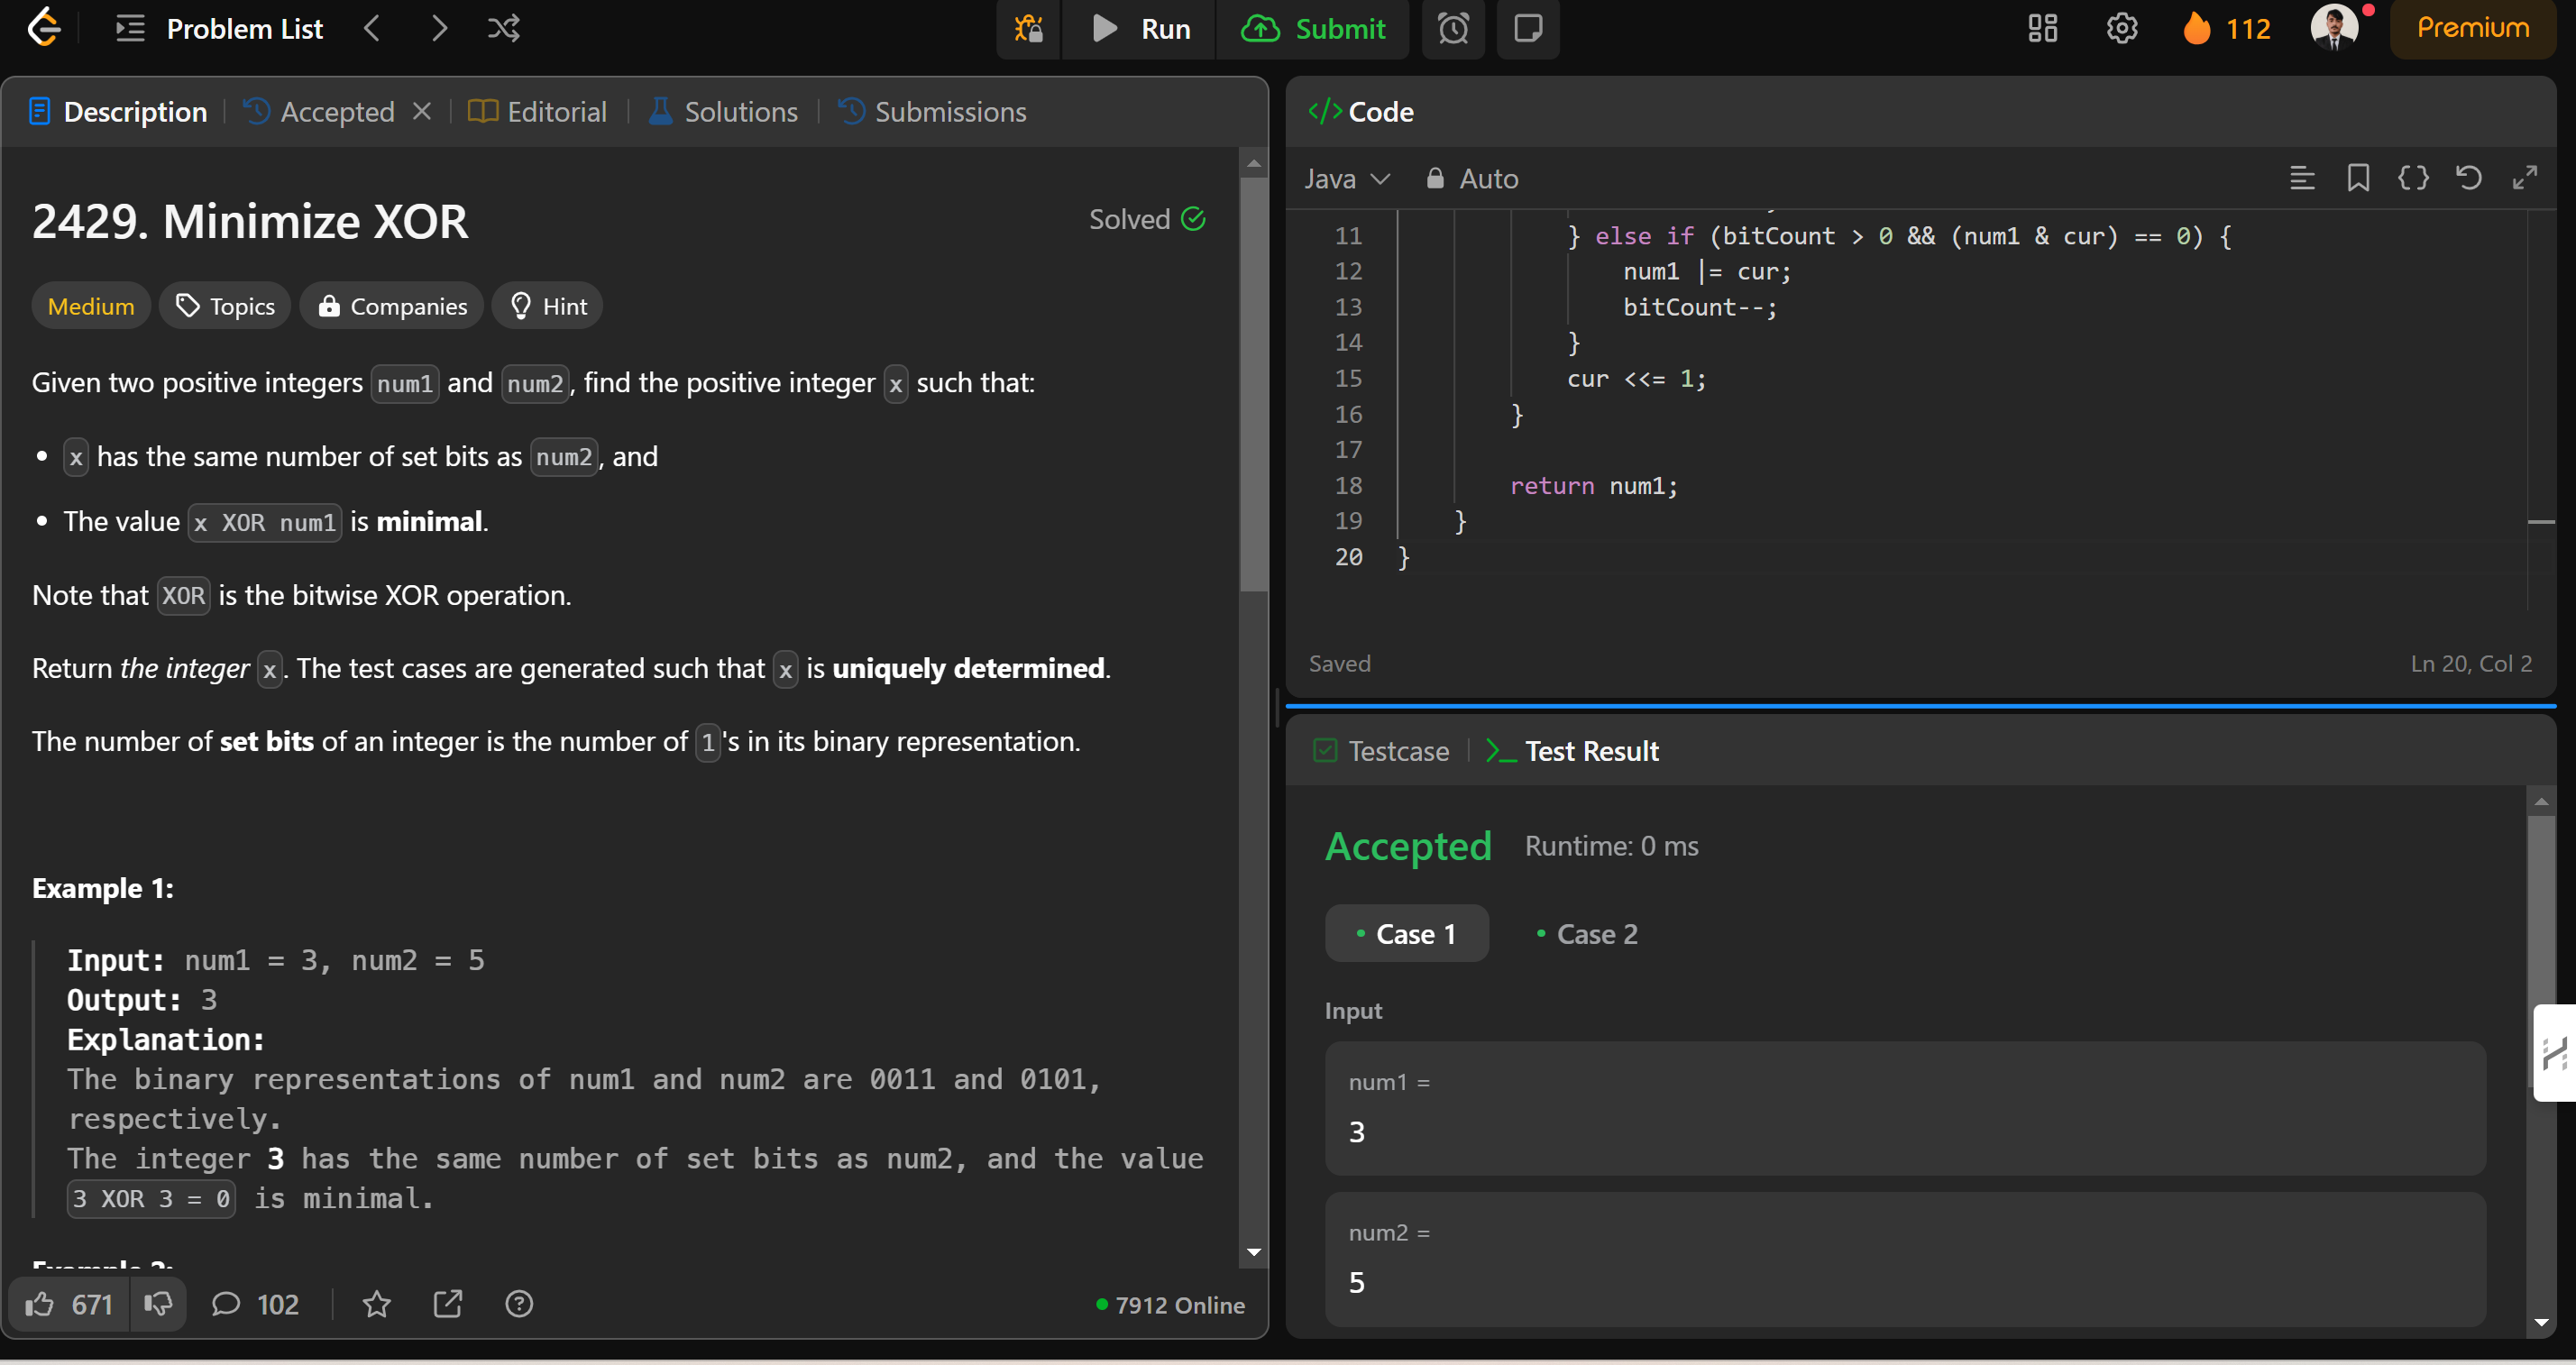 Problem List
Run
Submit
112
Premium
Description
Accepted
Editorial
Solutions
Submissions
2429. Minimize XOR
Solved
Medium
Topics
Companies
Hint
Given two positive integers num1 and num2, find the positive integer x such that:
• x has the same number of set bits as num2, and
• The value x XOR num1 is minimal.
Note that XOR is the bitwise XOR operation.
Return the integer x. The test cases are generated such that x is uniquely determined.
The number of set bits of an integer is the number of 1's in its binary representation.
Example 1:
Input: num1 = 3, num2 = 5
Output: 3
Explanation:
The binary representations of num1 and num2 are 0011 and 0101,
respectively.
The integer 3 has the same number of set bits as num2, and the value
3 XOR 3 = 0 is minimal.
671
102
7912 Online
</> Code
Java
Auto
11 } else if (bitCount > 0 && (num1 & cur) == 0) {
12 num1 |= cur;
13 bitCount--;
14 }
15 cur <<= 1;
16 }
17
18 return num1;
19 }
20 }
Saved
Ln 20, Col 2
Testcase
Test Result
Accepted
Runtime: 0 ms
• Case 1
• Case 2
Input
num1 =
3
num2 =
5